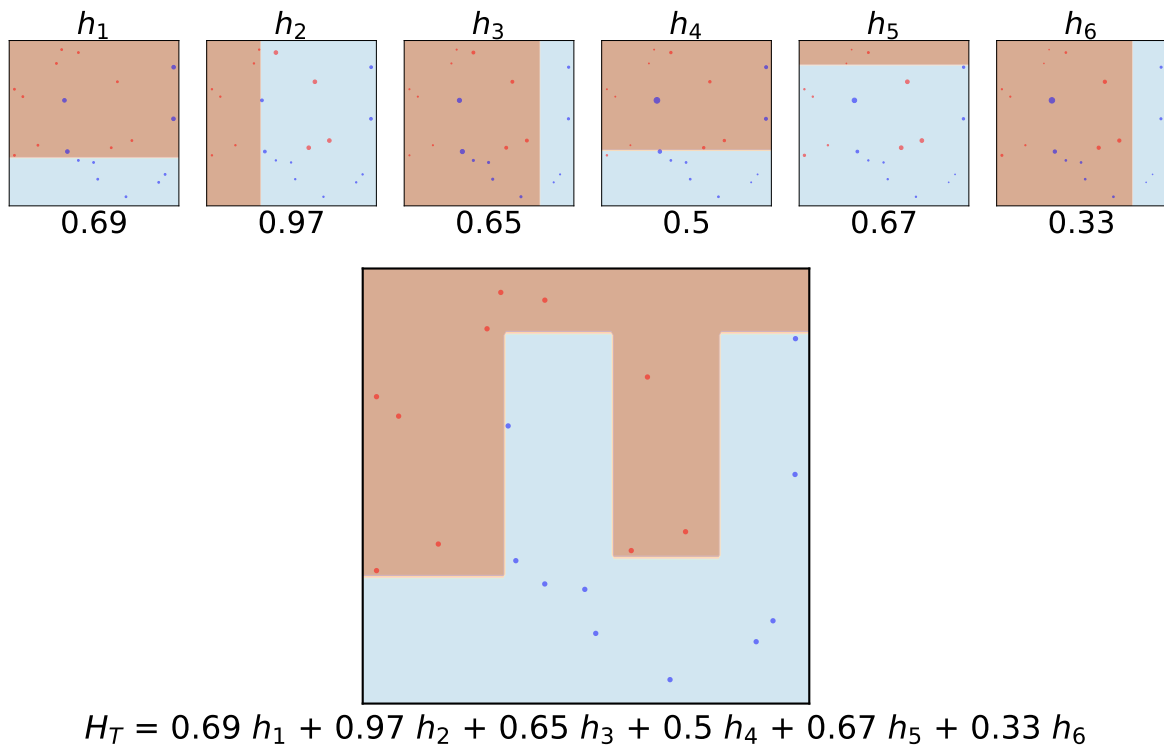 h₁ h₂ h₃ h₄ h₅ h₆
0.69 0.97 0.65 0.5 0.67 0.33
H_T = 0.69 h₁ + 0.97 h₂ + 0.65 h₃ + 0.5 h₄ + 0.67 h₅ + 0.33 h₆